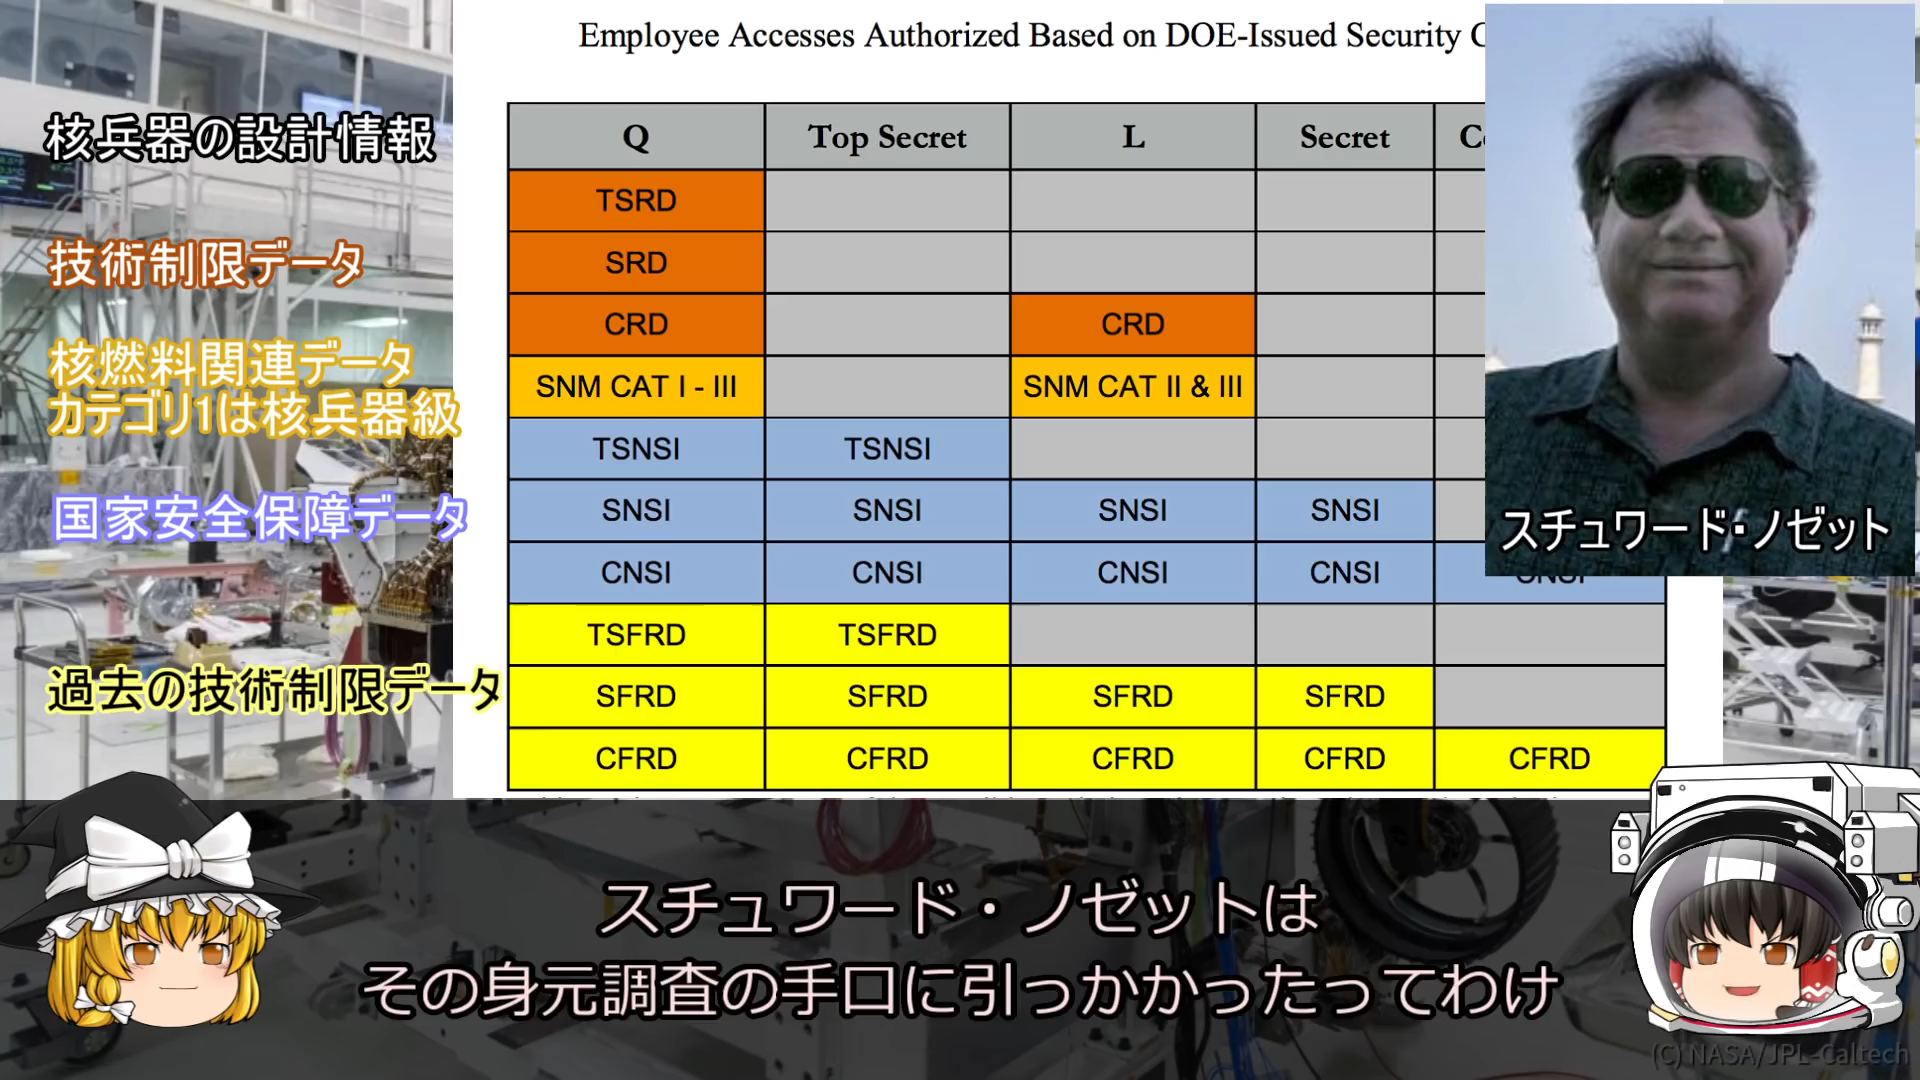 Employee Accesses Authorized Based on DOE-Issued Security
Q Top Secret L Secret
TSRD
SRD
CRD CRD
SNM CAT I - III SNM CAT II & III
TSNSI TSNSI
SNSI SNSI SNSI SNSI
CNSI CNSI CNSI CNSI CNSI
TSFRD TSFRD
SFRD SFRD SFRD SFRD
CFRD CFRD CFRD CFRD CFRD
核兵器の設計情報
技術制限データ
核燃料関連データ
カテゴリ1は核兵器級
国家安全保障データ
過去の技術制限データ
スチュワード・ノゼット
スチュワード・ノゼットは
その身元調査の手口に引っかかったってわけ
(C) NASA/JPL-Caltech